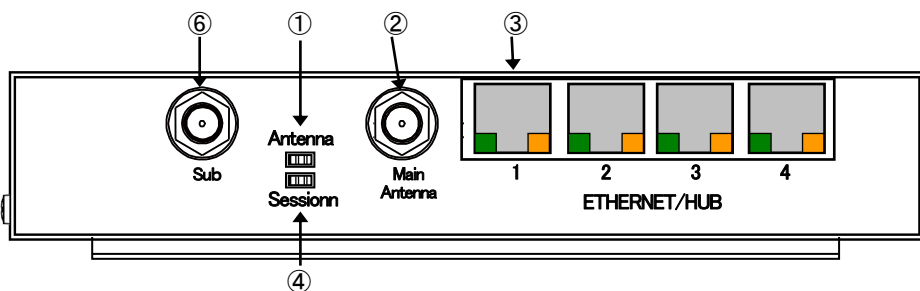 ⑥ ① ② ③
Antenna
Sub
Main
Antenna
Sessionn
1 2 3 4
ETHERNET/HUB
④